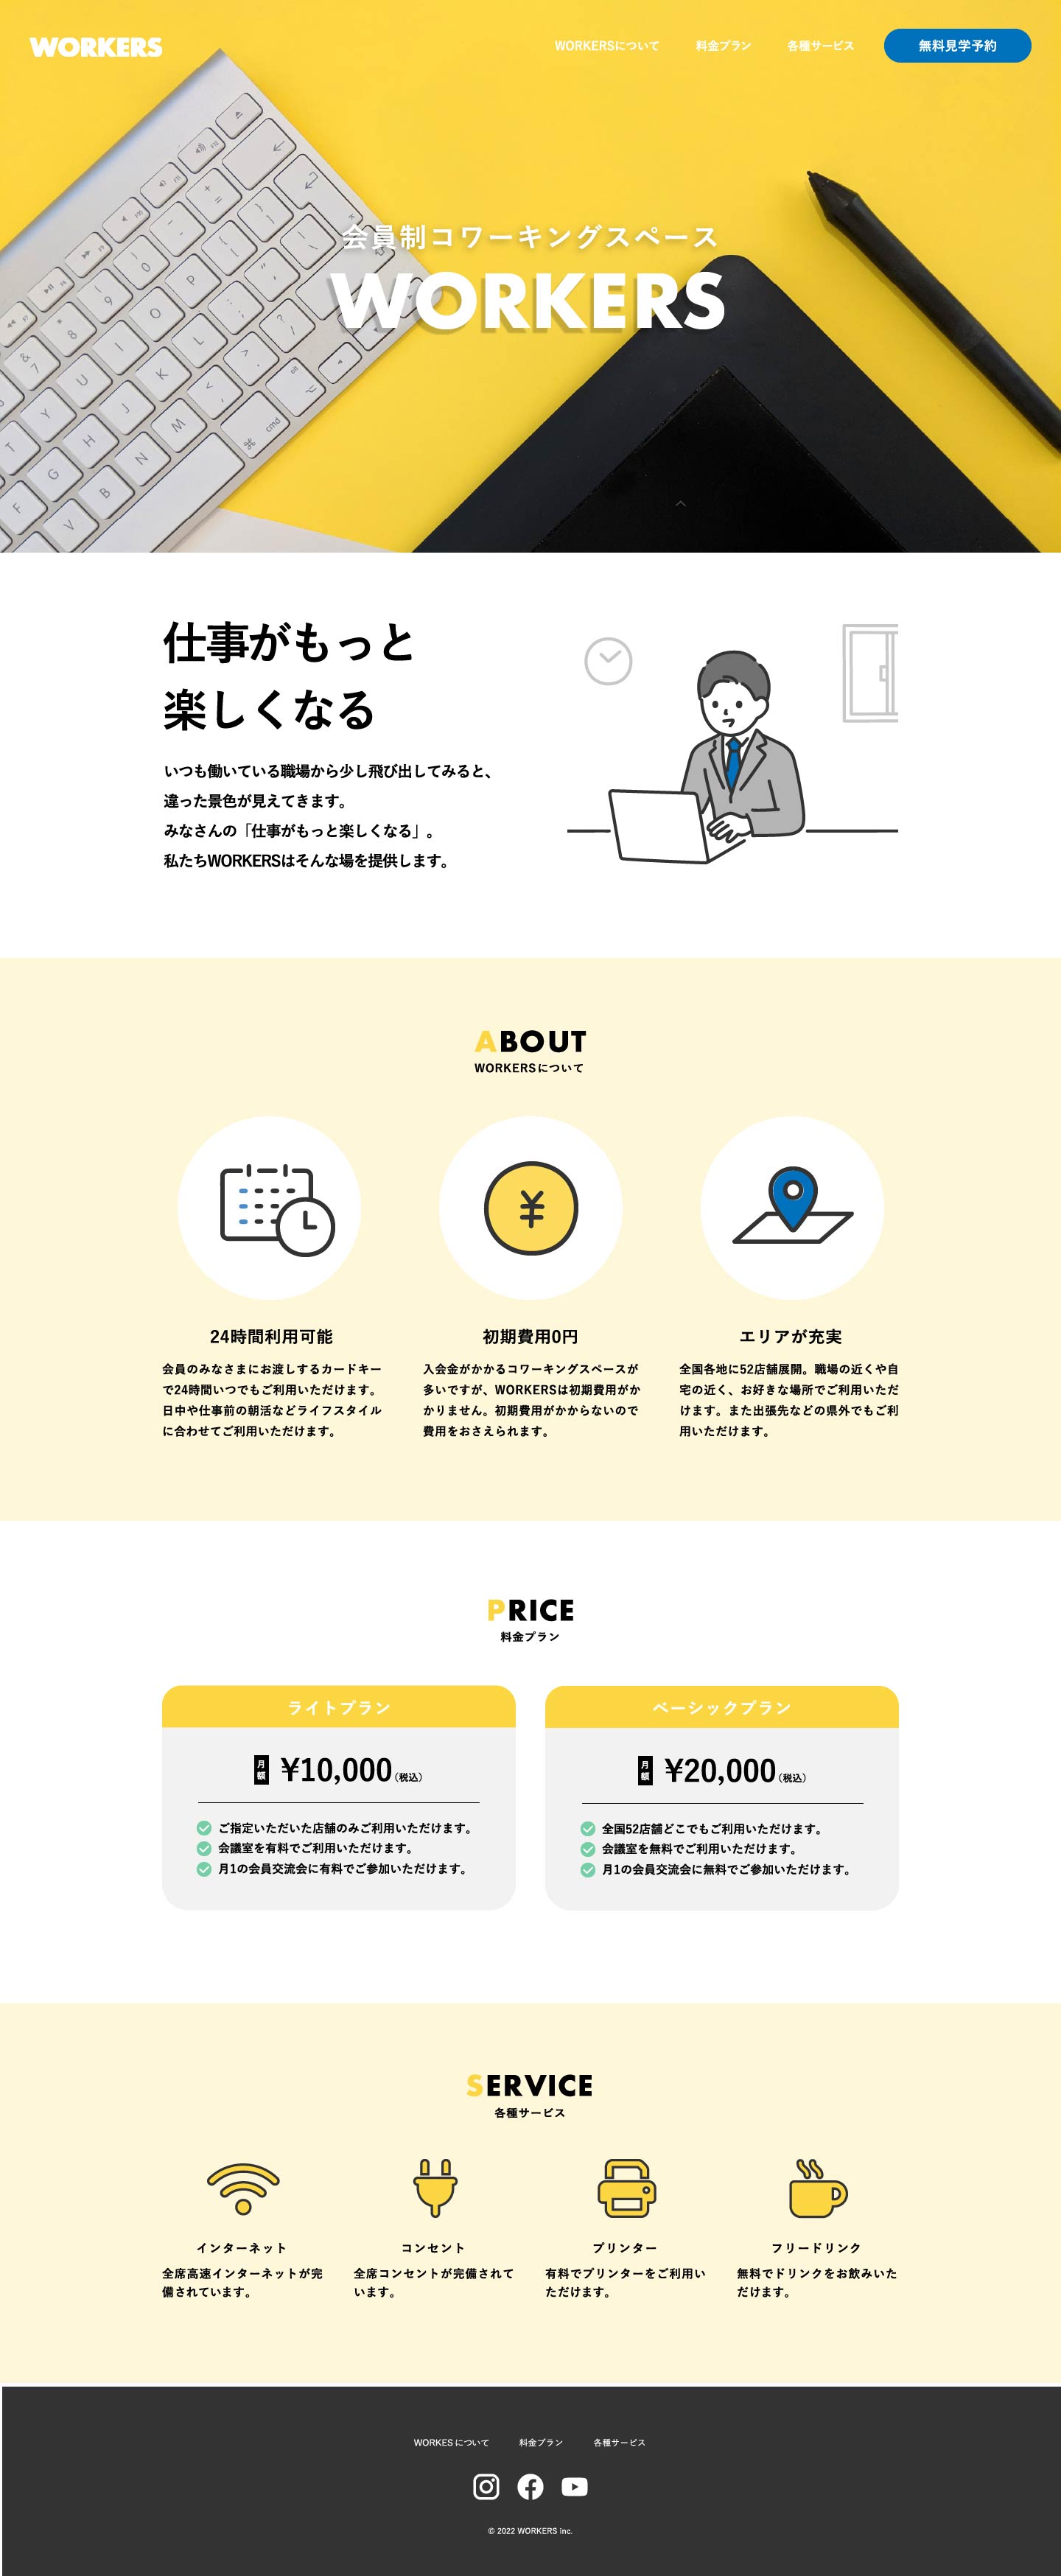 WORKERS
WORKERSについて 料金プラン 各種サービス 無料見学予約
会員制コワーキングスペース
WORKERS
仕事がもっと
楽しくなる
いつも働いている職場から少し飛び出してみると、
違った景色が見えてきます。
みなさんの「仕事がもっと楽しくなる」。
私たちWORKERSはそんな場を提供します。
ABOUT
WORKERSについて
24時間利用可能
会員のみなさまにお渡しするカードキー
で24時間いつでもご利用いただけます。
日中や仕事前の朝活などライフスタイル
に合わせてご利用いただけます。
初期費用0円
入会金がかかるコワーキングスペースが
多いですが、WORKERSは初期費用がか
かりません。初期費用がかからないので
費用をおさえられます。
エリアが充実
全国各地に52店舗展開。職場の近くや自
宅の近く、お好きな場所でご利用いただ
けます。また出張先などの県外でもご利
用いただけます。
PRICE
料金プラン
ライトプラン
月額 ¥10,000（税込）
ご指定いただいた店舗のみご利用いただけます。
会議室を有料でご利用いただけます。
月1の会員交流会に有料でご参加いただけます。
ベーシックプラン
月額 ¥20,000（税込）
全国52店舗どこでもご利用いただけます。
会議室を無料でご利用いただけます。
月1の会員交流会に無料でご参加いただけます。
SERVICE
各種サービス
インターネット
全席高速インターネットが完
備されています。
コンセント
全席コンセントが完備されて
います。
プリンター
有料でプリンターをご利用い
ただけます。
フリードリンク
無料でドリンクをお飲みいた
だけます。
WORKESについて 料金プラン 各種サービス
© 2022 WORKERS inc.